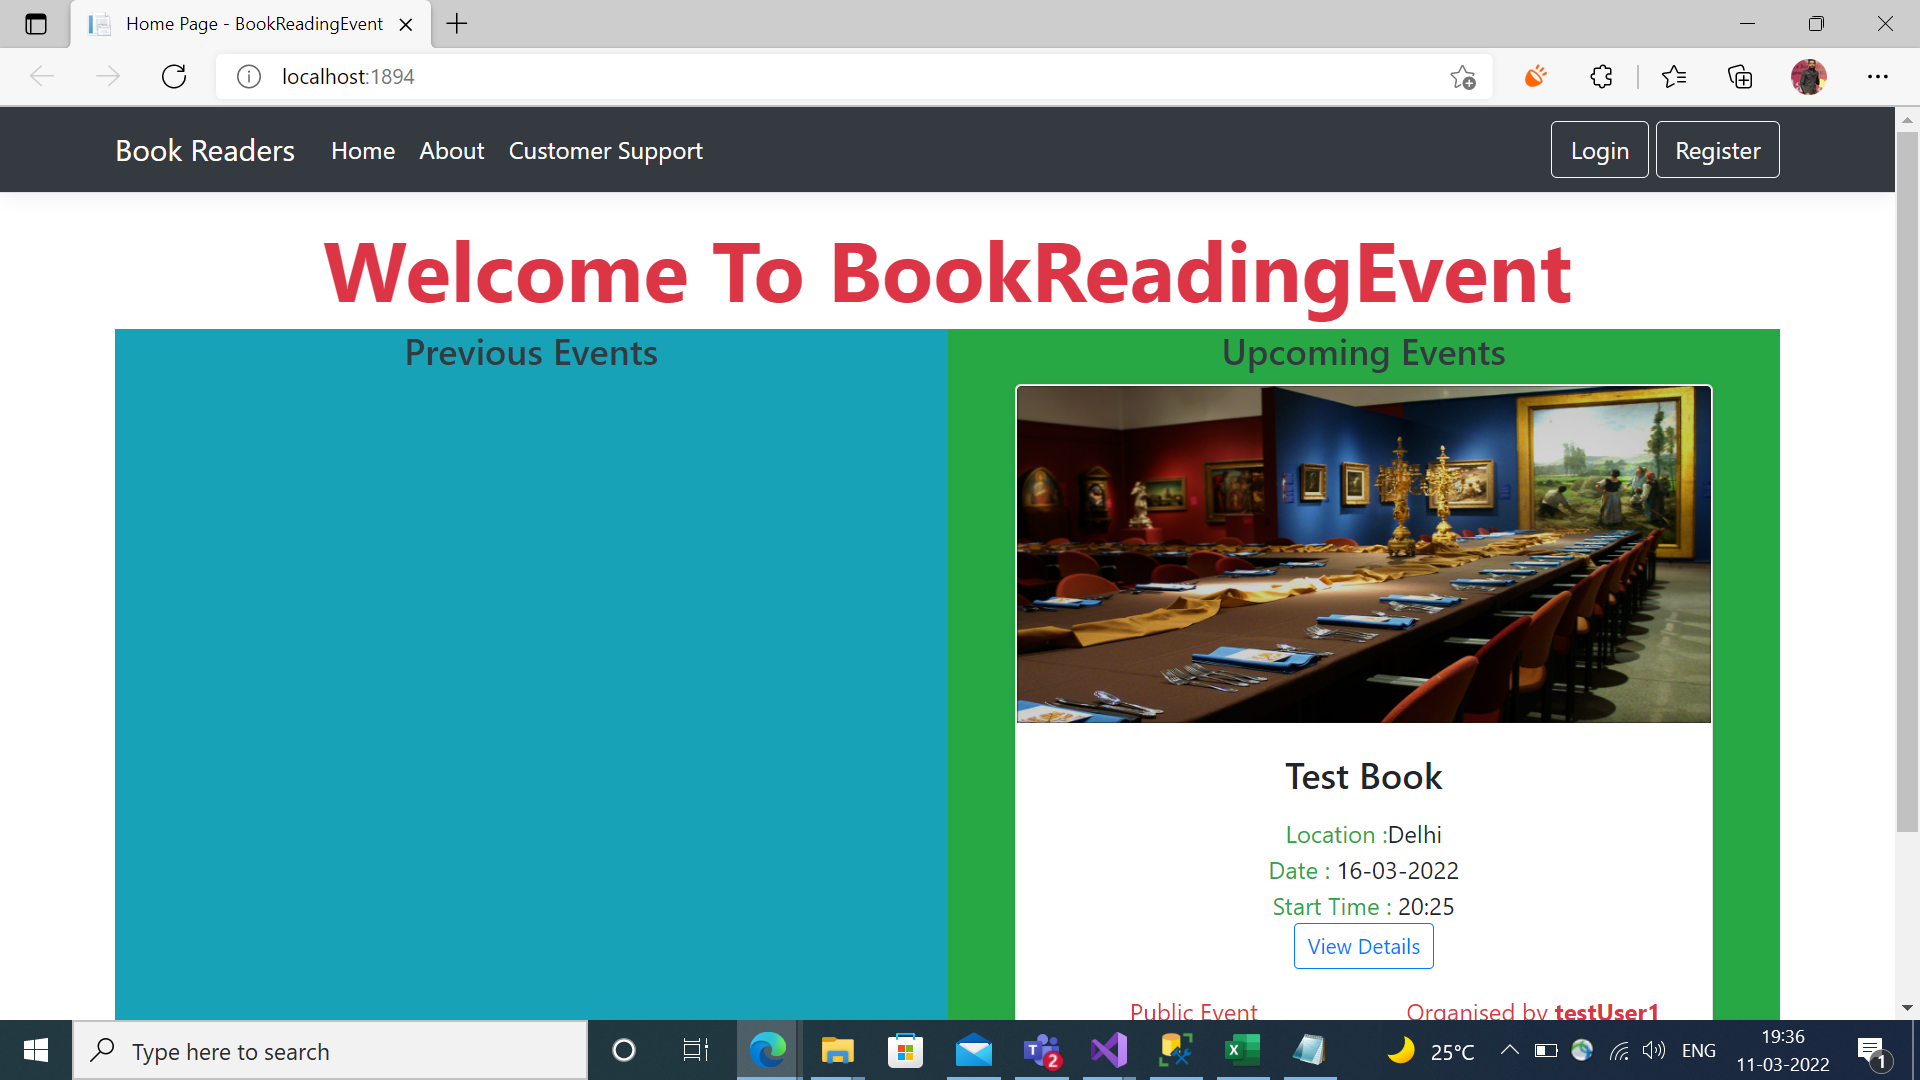 Home Page - BookReadingEvent
localhost:1894
Book Readers Home About Customer Support Login Register
Welcome To BookReadingEvent
Previous Events
Upcoming Events
Test Book
Location :Delhi
Date : 16-03-2022
Start Time : 20:25
View Details
Public Event Organised by testUser1
Type here to search
2
X
25°C
ENG
19:36
11-03-2022
1